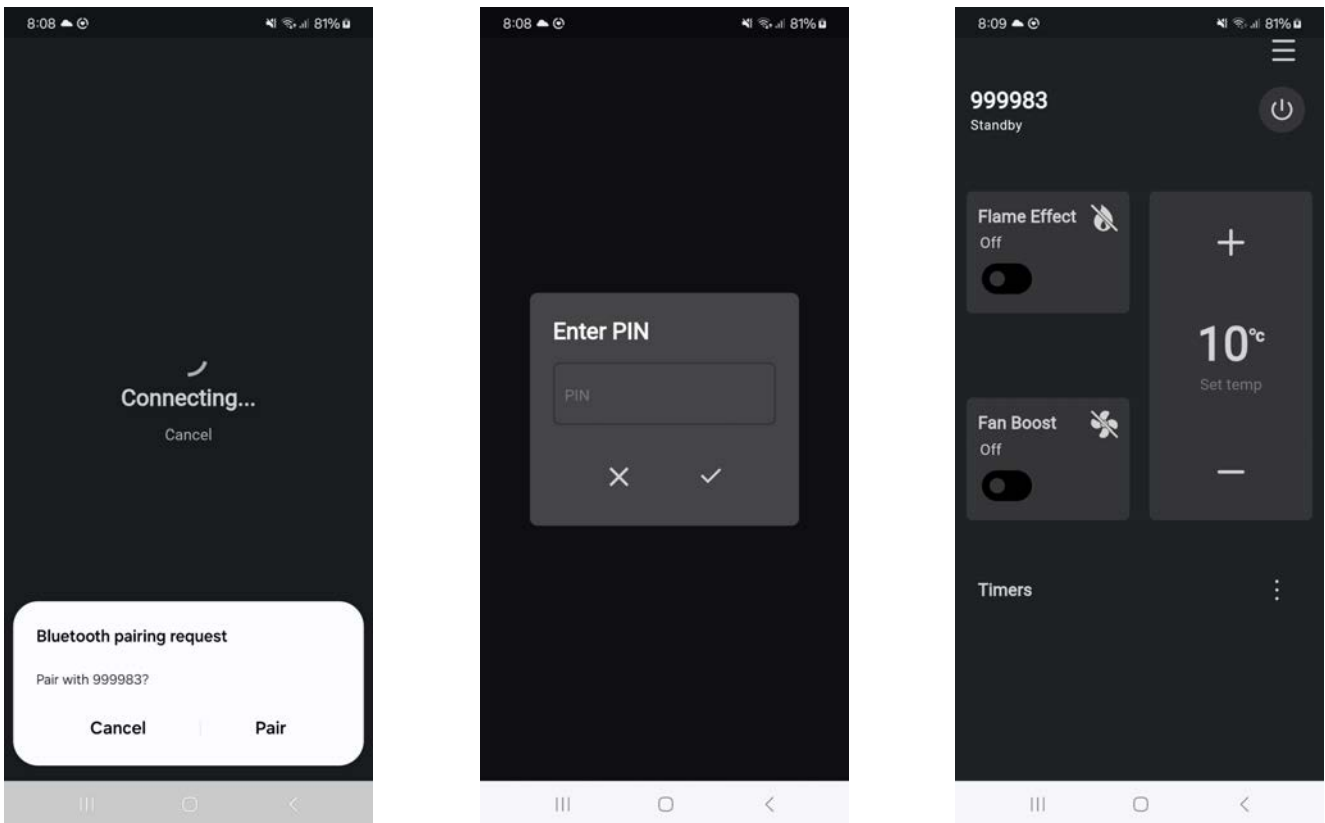 8:08
81%
Connecting...
Cancel
Bluetooth pairing request
Pair with 999983?
Cancel
Pair
8:08
81%
Enter PIN
PIN
8:09
81%
999983
Standby
Flame Effect
Off
10°c
Set temp
Fan Boost
Off
Timers